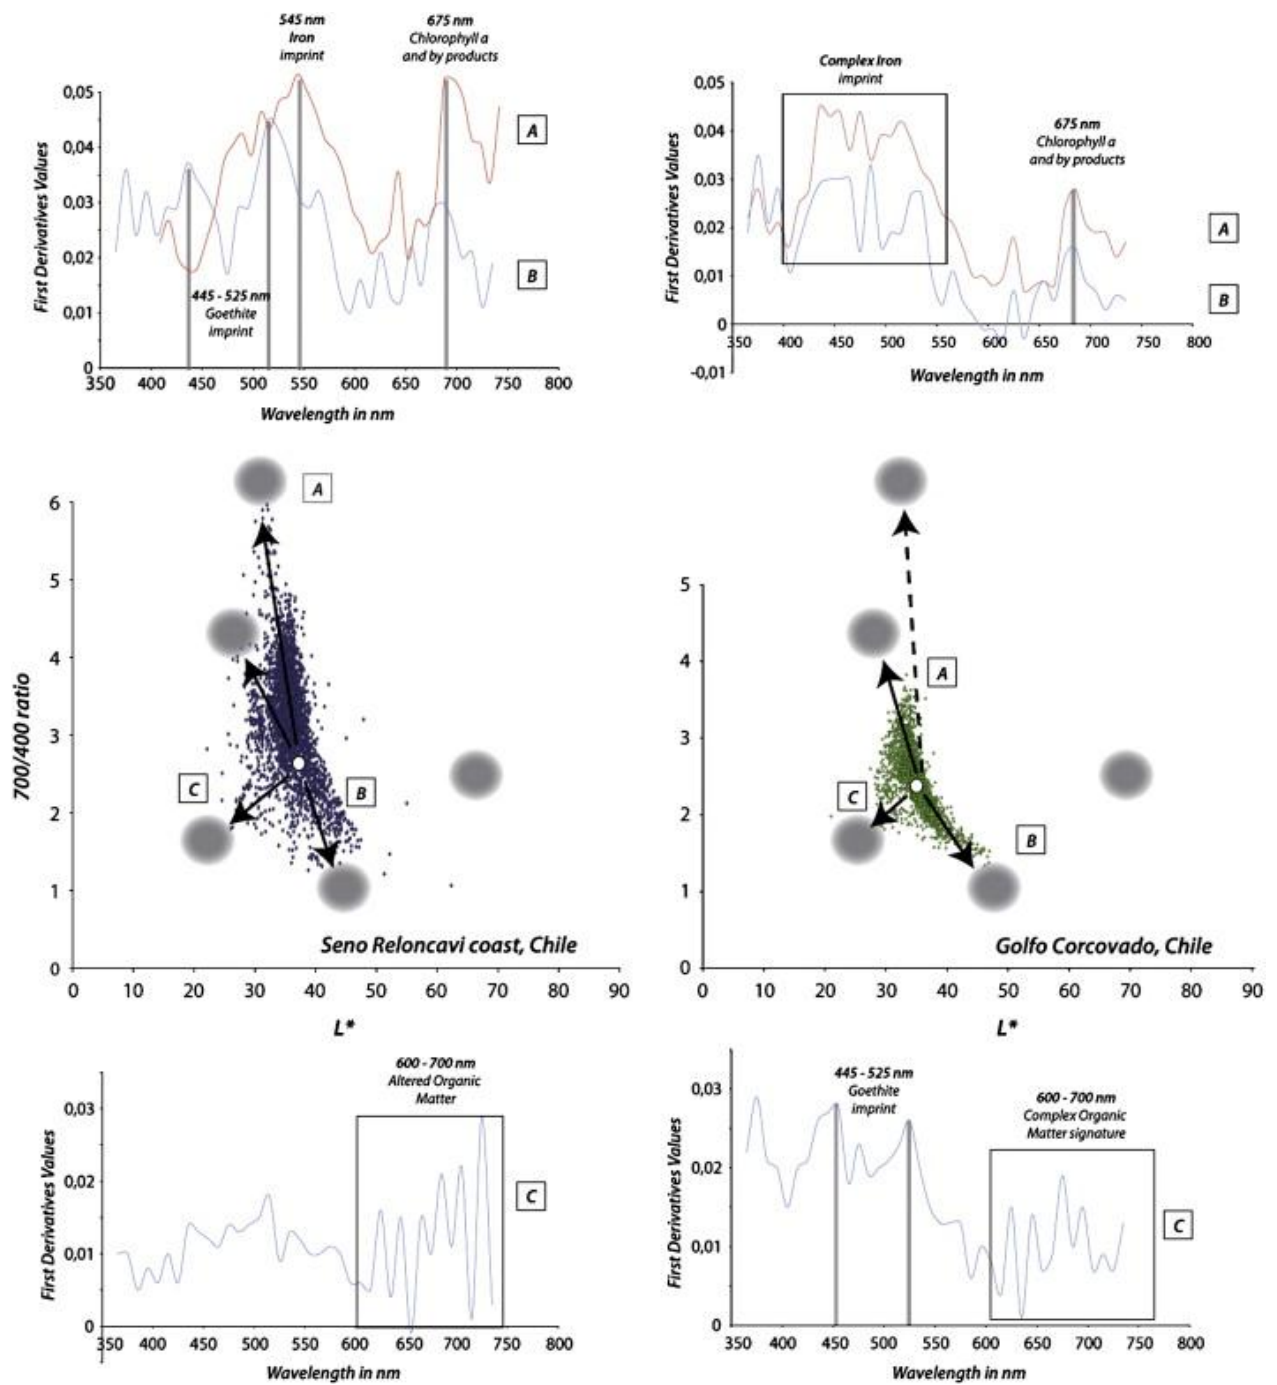 545 nm
Iron
imprint
675 nm
Chlorophyll a
and by products
First Derivatives Values
0,05
0,04
0,03
0,02
0,01
0
A
B
445 - 525 nm
Goethite
imprint
350 400 450 500 550 600 650 700 750 800
Wavelength in nm
Complex Iron
imprint
675 nm
Chlorophyll a
and by products
First Derivatives Values
0,05
0,04
0,03
0,02
0,01
0
-0,01
A
B
350 400 450 500 550 600 650 700 750 800
Wavelength in nm
700/400 ratio
6
5
4
3
2
1
0
A
B
C
Seno Reloncavi coast, Chile
0 10 20 30 40 50 60 70 80 90
L*
5
4
3
2
1
0
A
B
C
Golfo Corcovado, Chile
0 10 20 30 40 50 60 70 80 90
L*
600 - 700 nm
Altered Organic
Matter
First Derivatives Values
0,03
0,02
0,01
0
C
350 400 450 500 550 600 650 700 750 800
Wavelength in nm
445 - 525 nm
Goethite
imprint
600 - 700 nm
Complex Organic
Matter signature
First Derivatives Values
0,03
0,02
0,01
0
C
350 400 450 500 550 600 650 700 750 800
Wavelength in nm